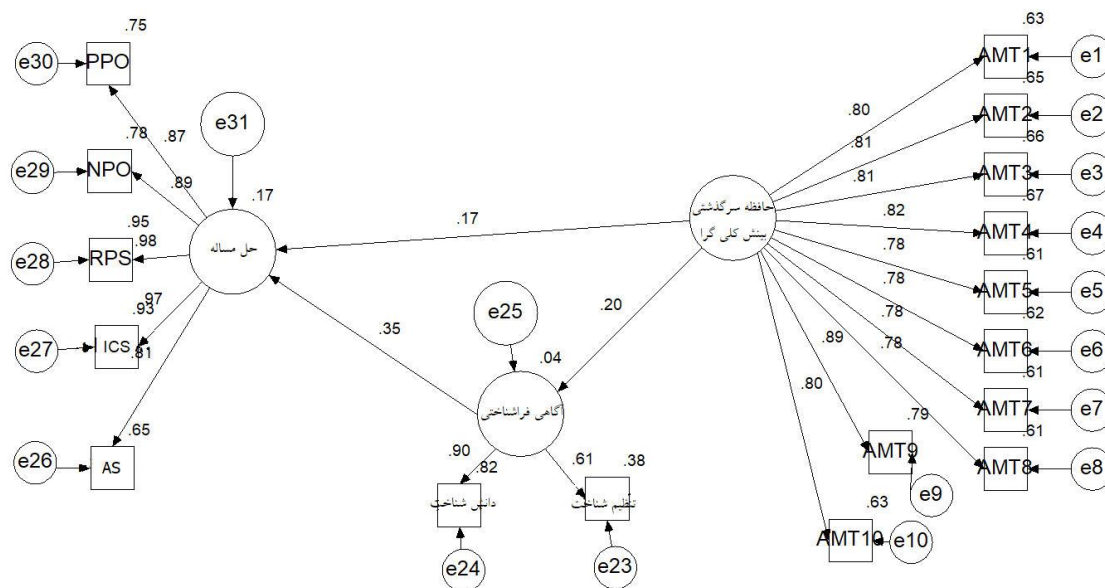 .75
.63
e30
PPO
AMT1
e1
.65
e31
.80
AMT2
e2
.78
.87
.81
.66
e29
NPO
.89
.81
AMT3
e3
.17
.67
حافظه سرگذشتی
بینش کلی گرا
.95
.98
حل مساله
.17
.82
AMT4
e4
e28
RPS
.78
.61
AMT5
e5
.97
.93
.78
.62
e27
ICS
.35
e25
.20
.89
.78
AMT6
e6
.81
.61
.04
.80
AMT7
e7
آگاهی فراشناختی
.79
.61
.65
.90
.82
.61
.38
AMT9
AMT8
e8
e26
AS
دانش شناخت
تنظیم شناخت
.63
e9
AMT10
e10
e24
e23